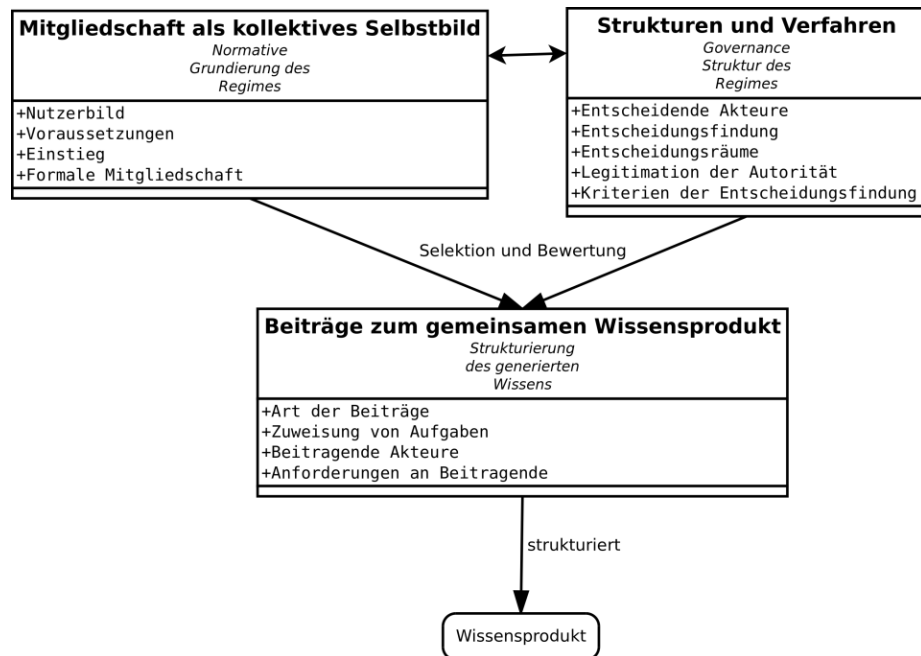 Mitgliedschaft als kollektives Selbstbild
Normative
Grundierung des
Regimes
+Nutzerbild
+Voraussetzungen
+Einstieg
+Formale Mitgliedschaft
Strukturen und Verfahren
Governance
Struktur des
Regimes
+Entscheidende Akteure
+Entscheidungsfindung
+Entscheidungsräume
+Legitimation der Autorität
+Kriterien der Entscheidungsfindung
Selektion und Bewertung
Beiträge zum gemeinsamen Wissensprodukt
Strukturierung
des generierten
Wissens
+Art der Beiträge
+Zuweisung von Aufgaben
+Beitragende Akteure
+Anforderungen an Beitragende
strukturiert
Wissensprodukt